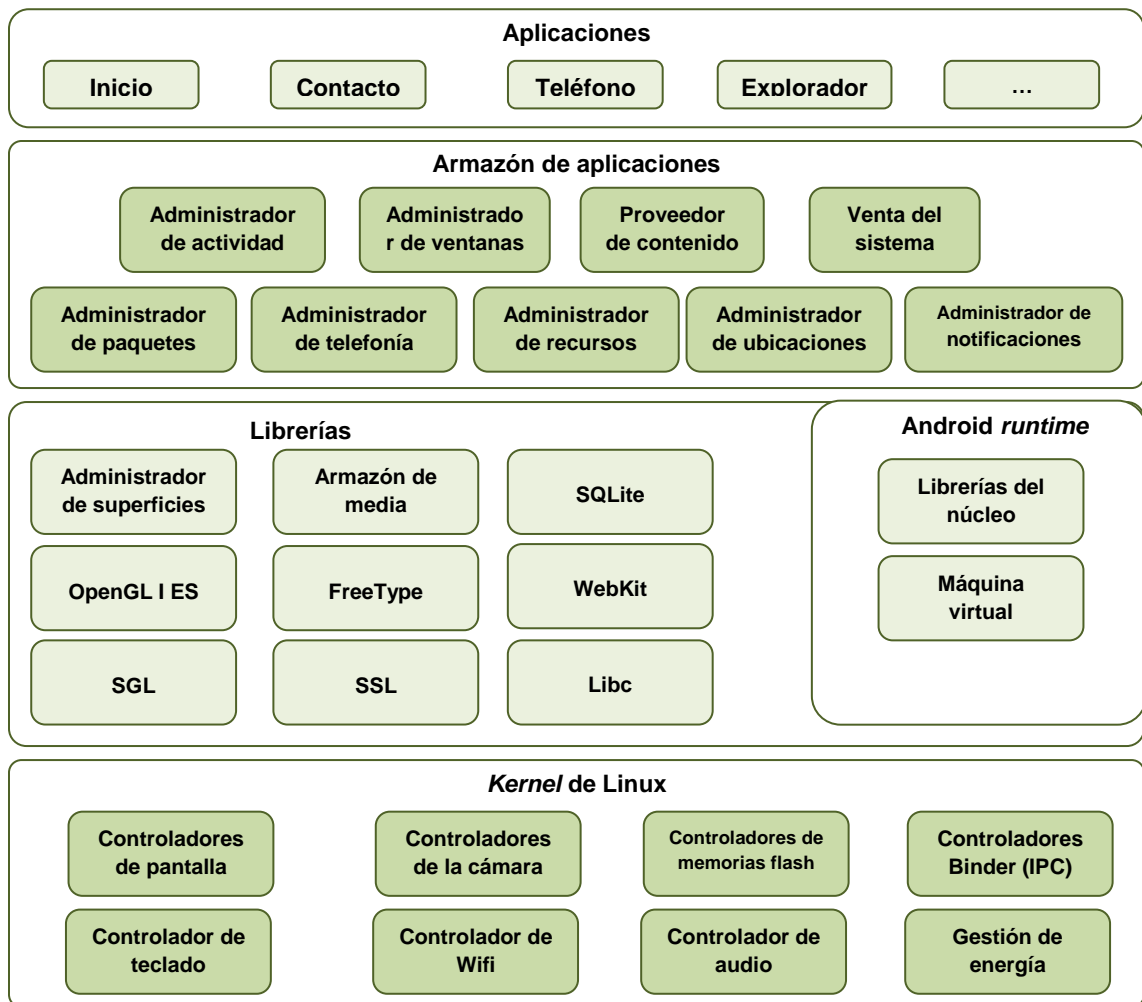 Aplicaciones
Inicio
Contacto
Teléfono
Explorador
...
Armazón de aplicaciones
Administrador
de actividad
Administrado
r de ventanas
Proveedor
de contenido
Venta del
sistema
Administrador
de paquetes
Administrador
de telefonía
Administrador
de recursos
Administrador
de ubicaciones
Administrador de
notificaciones
Librerías
Administrador
de superficies
Armazón de
media
SQLite
OpenGL I ES
FreeType
WebKit
SGL
SSL
Libc
Android runtime
Librerías del
núcleo
Máquina
virtual
Kernel de Linux
Controladores
de pantalla
Controladores
de la cámara
Controladores de
memorias flash
Controladores
Binder (IPC)
Controlador de
teclado
Controlador de
Wifi
Controlador de
audio
Gestión de
energía